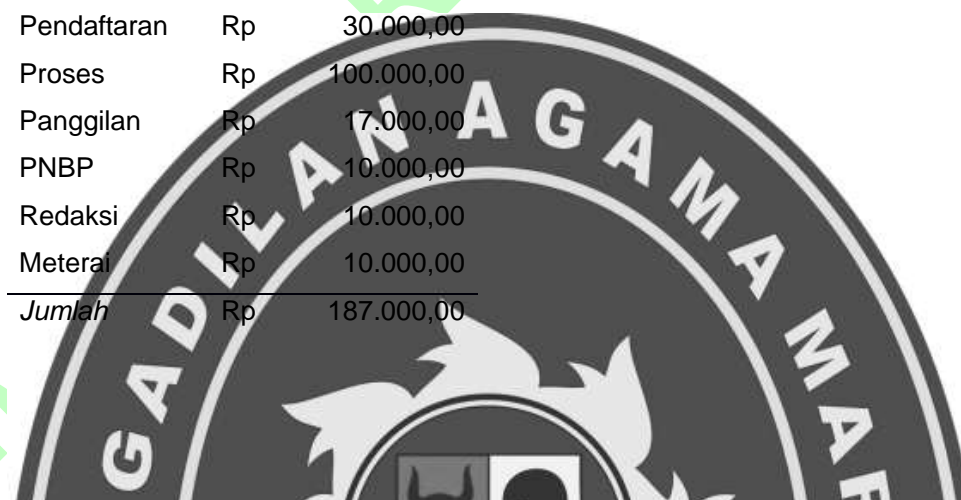 Pendaftaran Rp 30.000,00
Proses Rp 100.000,00
Panggilan Rp 17.000,00
PNBP Rp 10.000,00
Redaksi Rp 10.000,00
Meterai Rp 10.000,00
Jumlah Rp 187.000,00
GADILAN AGAMA MAR